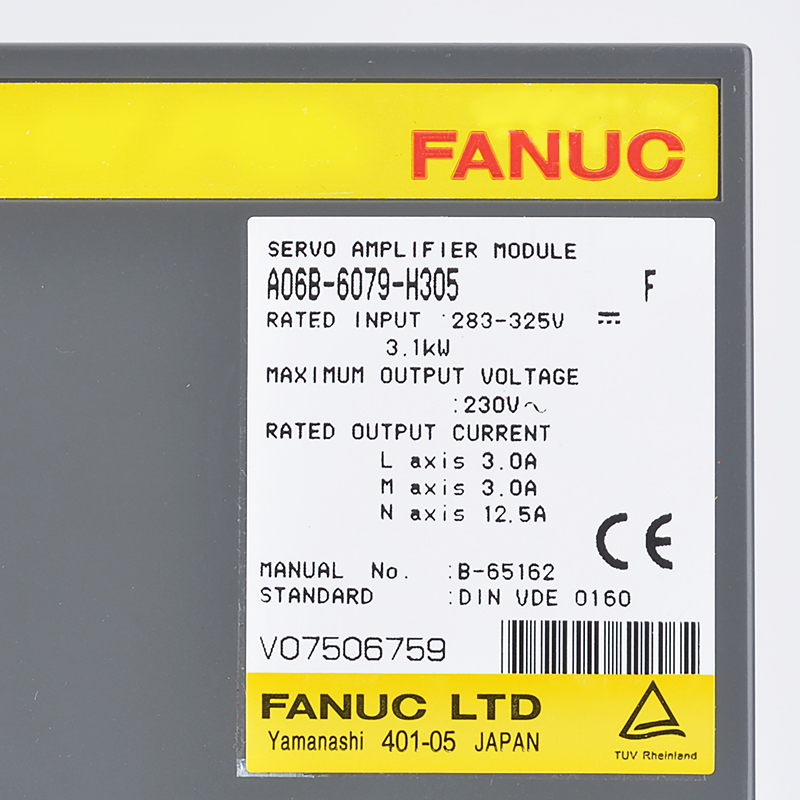 FANUC
SERVO AMPLIFIER MODULE
A06B-6079-H305 F
RATED INPUT :283-325V ⎓
3.1kW
MAXIMUM OUTPUT VOLTAGE
:230V~
RATED OUTPUT CURRENT
L axis 3.0A
M axis 3.0A
N axis 12.5A
CE
MANUAL No. :B-65162
STANDARD :DIN VDE 0160
V07506759
FANUC LTD
Yamanashi 401-05 JAPAN
TUV Rheinland